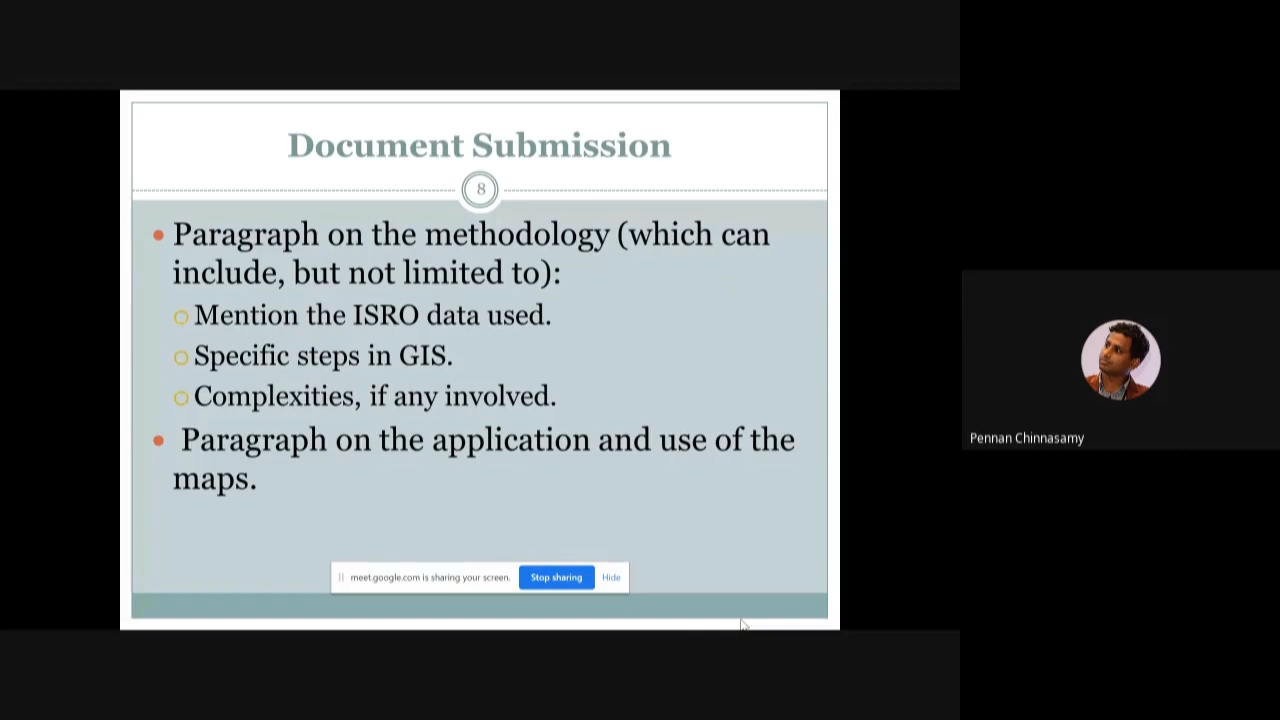 Document Submission
8
• Paragraph on the methodology (which can
include, but not limited to):
○ Mention the ISRO data used.
○ Specific steps in GIS.
○ Complexities, if any involved.
• Paragraph on the application and use of the
maps.
meet.google.com is sharing your screen. Stop sharing Hide
Pennan Chinnasamy